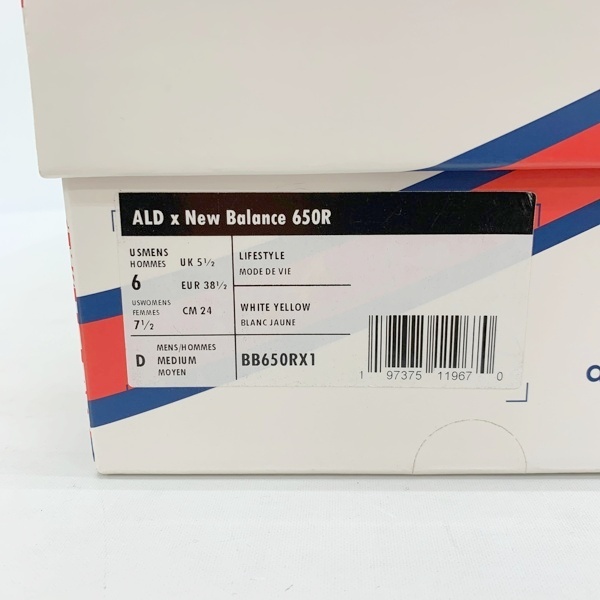 ALD x New Balance 650R
USMENS
HOMMES
6
UK 5½
EUR 38½
USWOMENS
FEMMES
7½
CM 24
LIFESTYLE
MODE DE VIE
WHITE YELLOW
BLANC JAUNE
D
MENS/HOMMES
MEDIUM
MOYEN
BB650RX1
1 97375 11967 0